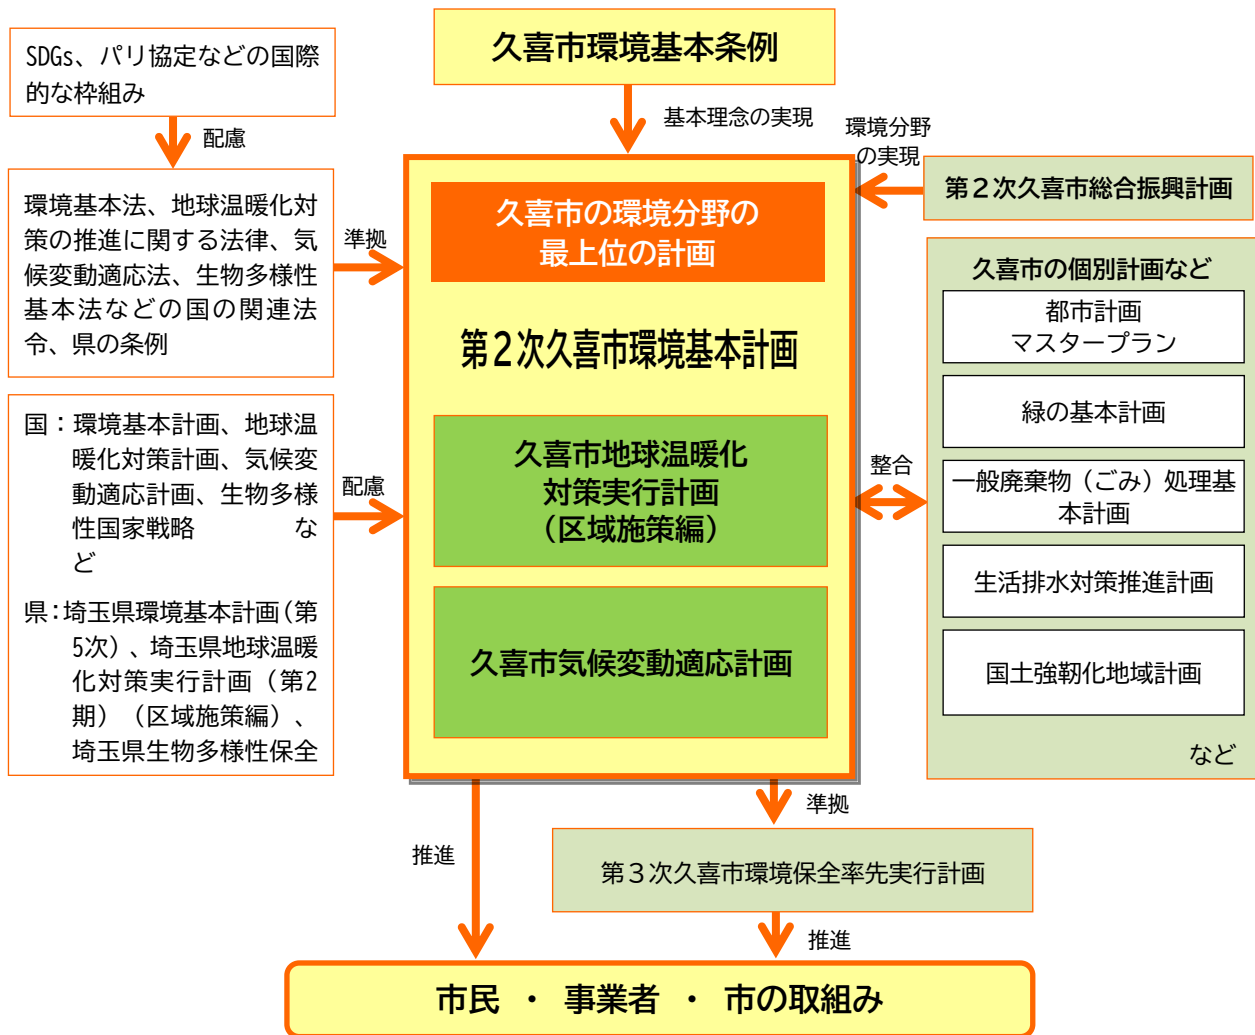 久喜市環境基本条例
SDGs、パリ協定などの国際
的な枠組み
配慮
基本理念の実現
環境分野
の実現
環境基本法、地球温暖化対
策の推進に関する法律、気
候変動適応法、生物多様性
基本法などの国の関連法
令、県の条例
準拠
久喜市の環境分野の
最上位の計画
第２次久喜市総合振興計画
第２次久喜市環境基本計画
久喜市の個別計画など
都市計画
マスタープラン
緑の基本計画
一般廃棄物（ごみ）処理基
本計画
生活排水対策推進計画
国土強靭化地域計画
など
国：環境基本計画、地球温
暖化対策計画、気候変
動適応計画、生物多様
性国家戦略 な
ど
県：埼玉県環境基本計画(第
5次）、埼玉県地球温暖
化対策実行計画（第2
期）（区域施策編）、
埼玉県生物多様性保全
配慮
久喜市地球温暖化
対策実行計画
（区域施策編）
整合
久喜市気候変動適応計画
推進
準拠
第３次久喜市環境保全率先実行計画
推進
市民 ・ 事業者 ・ 市の取組み